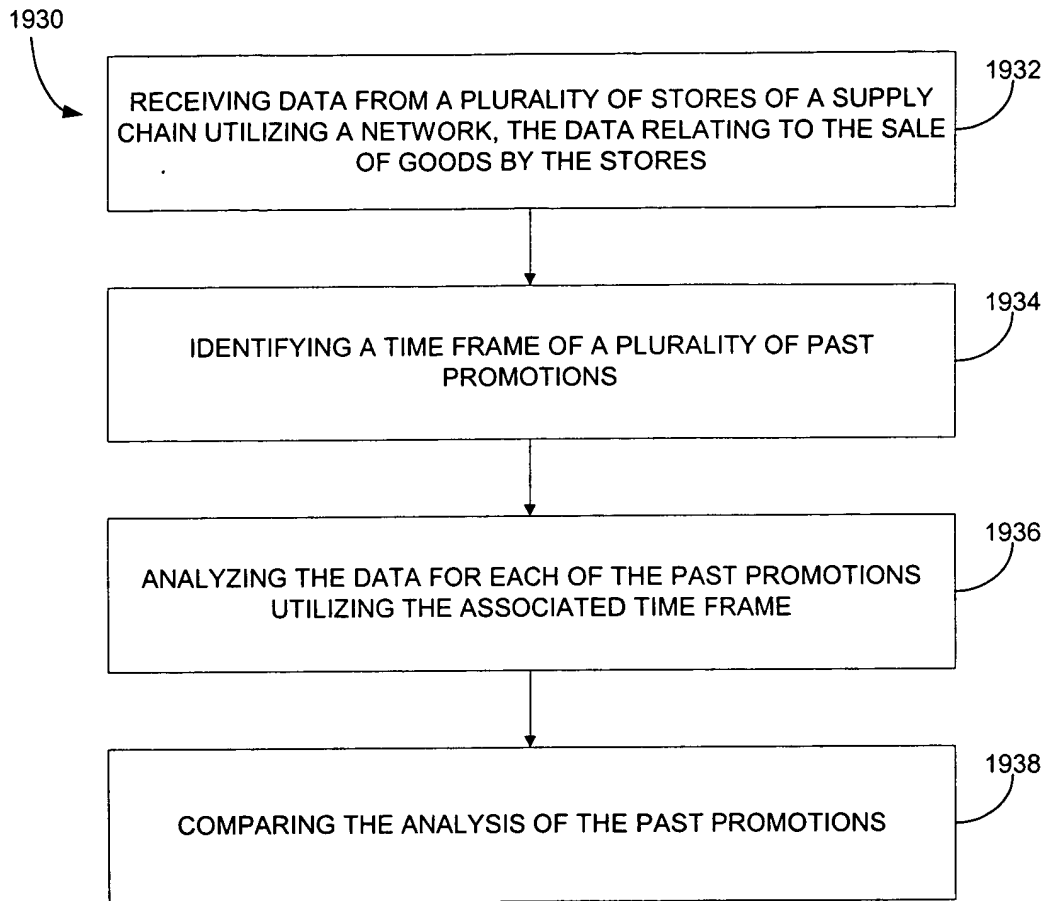 1930
1932
RECEIVING DATA FROM A PLURALITY OF STORES OF A SUPPLY
CHAIN UTILIZING A NETWORK, THE DATA RELATING TO THE SALE
OF GOODS BY THE STORES
1934
IDENTIFYING A TIME FRAME OF A PLURALITY OF PAST
PROMOTIONS
1936
ANALYZING THE DATA FOR EACH OF THE PAST PROMOTIONS
UTILIZING THE ASSOCIATED TIME FRAME
1938
COMPARING THE ANALYSIS OF THE PAST PROMOTIONS